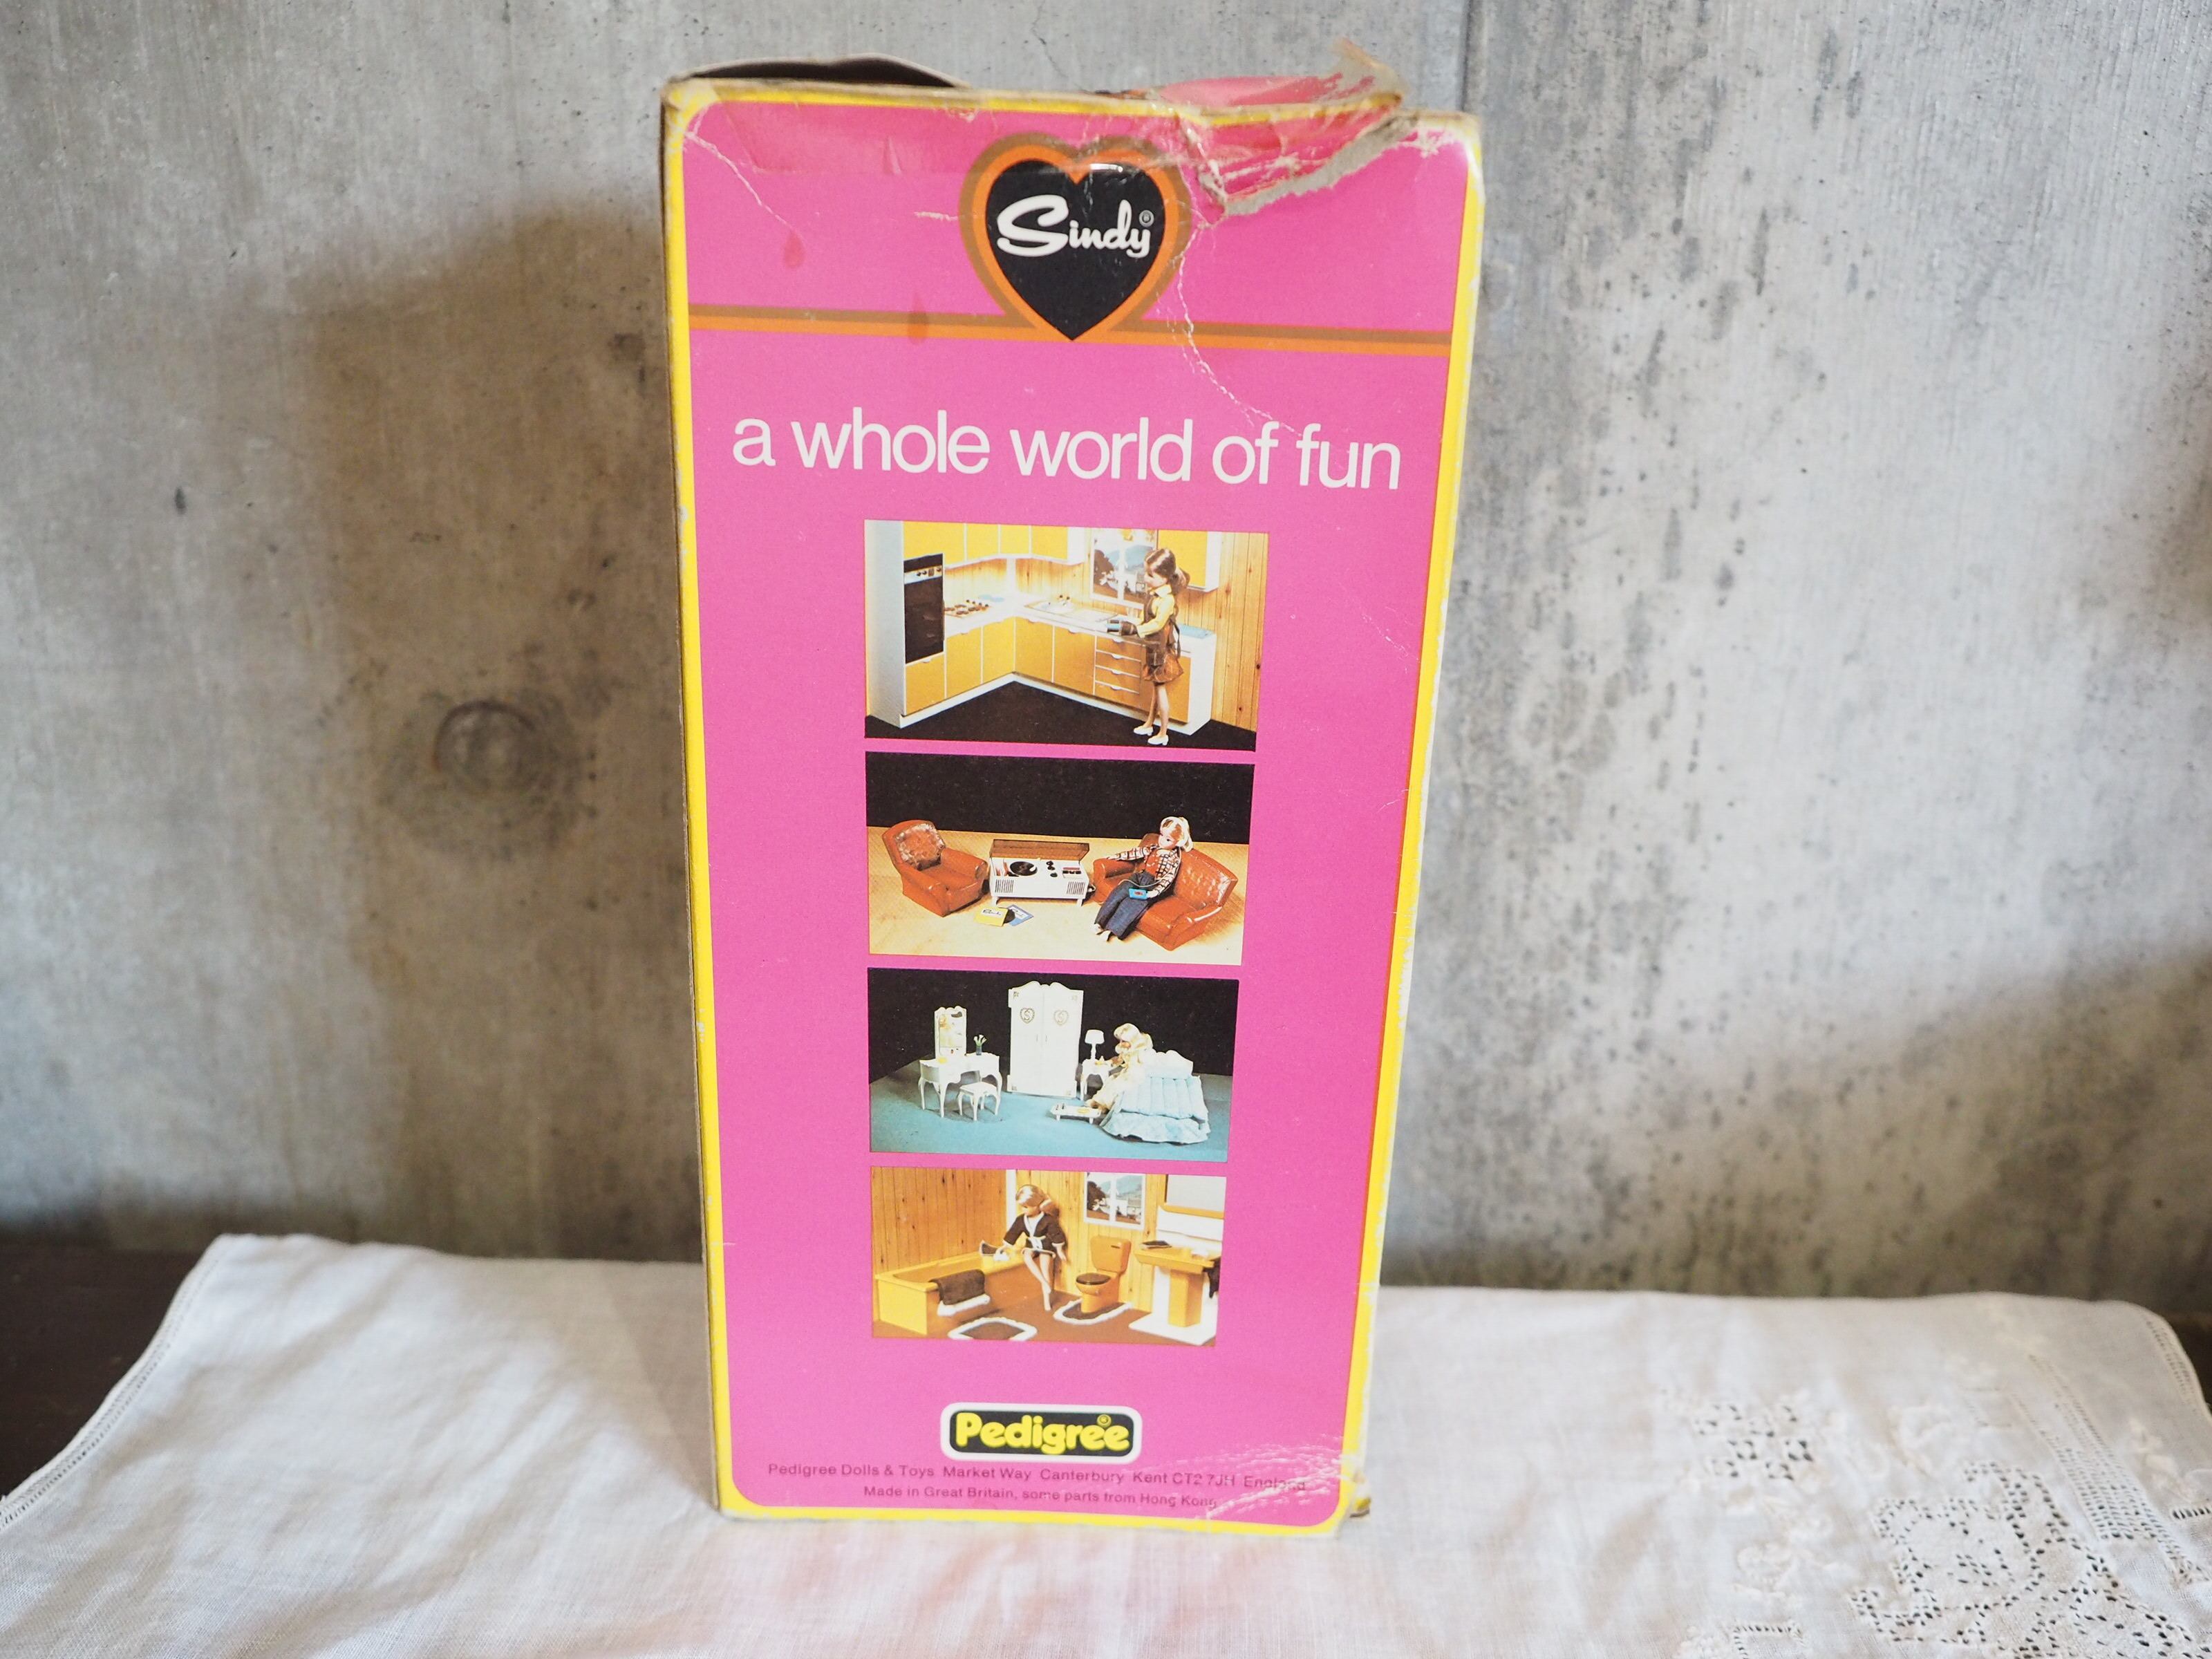 Sindy®
a whole world of fun
Pedigree®
Pedigree Dolls & Toys Market Way Canterbury Kent CT2 7JH England
Made in Great Britain, some parts from Hong Kong